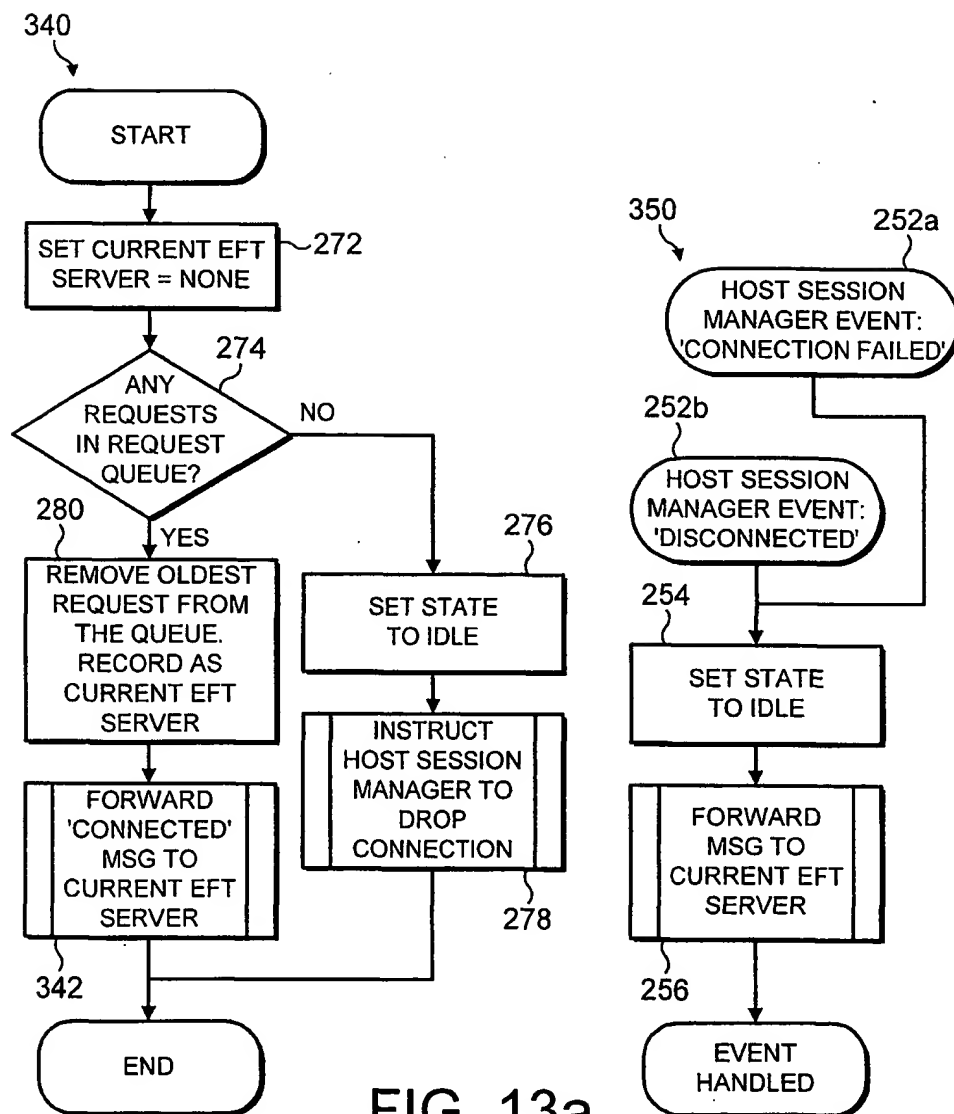 340
START
SET CURRENT EFT
SERVER = NONE
272
274
ANY
REQUESTS
IN REQUEST
QUEUE?
NO
YES
280
REMOVE OLDEST
REQUEST FROM
THE QUEUE.
RECORD AS
CURRENT EFT
SERVER
FORWARD
'CONNECTED'
MSG TO
CURRENT EFT
SERVER
342
END
276
SET STATE
TO IDLE
INSTRUCT
HOST SESSION
MANAGER TO
DROP
CONNECTION
278
350
252a
HOST SESSION
MANAGER EVENT:
'CONNECTION FAILED'
252b
HOST SESSION
MANAGER EVENT:
'DISCONNECTED'
254
SET STATE
TO IDLE
FORWARD
MSG TO
CURRENT EFT
SERVER
256
EVENT
HANDLED
FIG. 13a